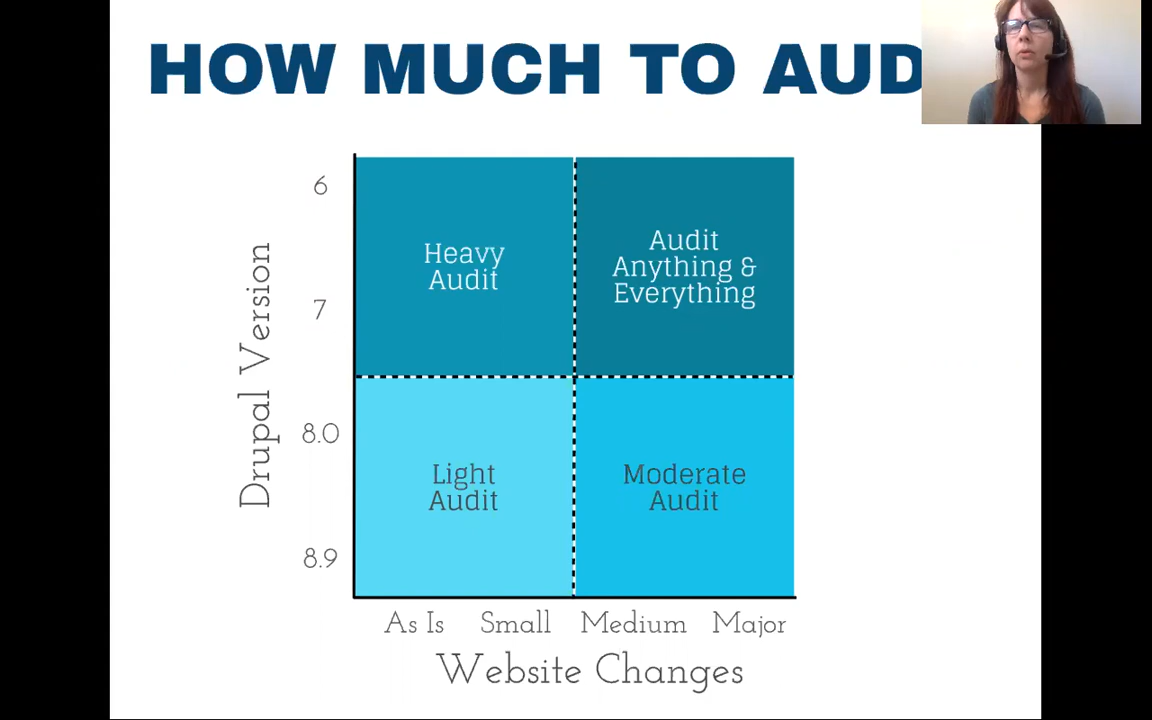 HOW MUCH TO AUD
6
7
8.0
8.9
Drupal Version
Heavy
Audit
Audit
Anything &
Everything
Light
Audit
Moderate
Audit
As Is Small Medium Major
Website Changes